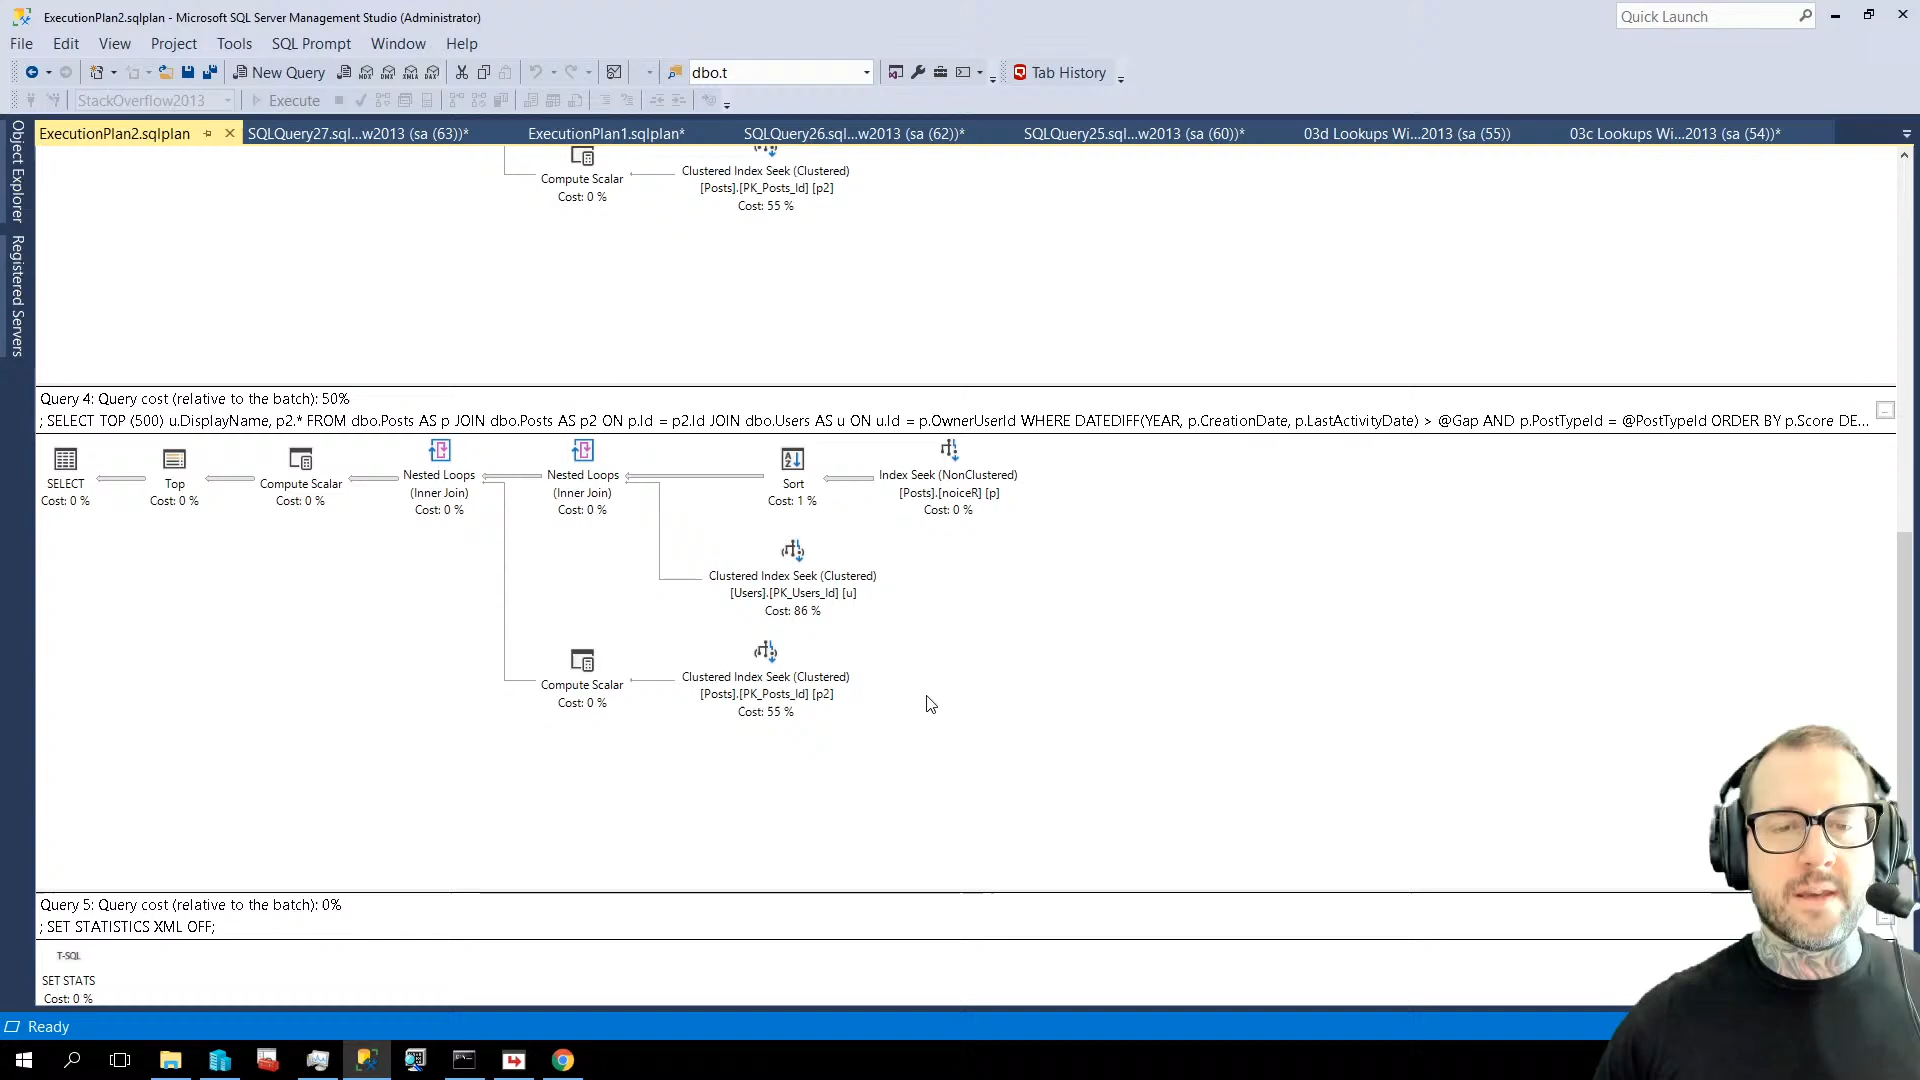 ExecutionPlan2.sqlplan - Microsoft SQL Server Management Studio (Administrator)
Quick Launch
File Edit View Project Tools SQL Prompt Window Help
New Query MDX DMX XMLA DAX dbo.t Tab History
StackOverflow2013 Execute
ExecutionPlan2.sqlplan SQLQuery27.sql...w2013 (sa (63))* ExecutionPlan1.sqlplan* SQLQuery26.sql...w2013 (sa (62))* SQLQuery25.sql...w2013 (sa (60))* 03d Lookups Wi...2013 (sa (55)) 03c Lookups Wi...2013 (sa (54))*
Object Explorer
Registered Servers
Compute Scalar
Cost: 0 %
Clustered Index Seek (Clustered)
[Posts].[PK_Posts_Id] [p2]
Cost: 55 %
Query 4: Query cost (relative to the batch): 50%
; SELECT TOP (500) u.DisplayName, p2.* FROM dbo.Posts AS p JOIN dbo.Posts AS p2 ON p.Id = p2.Id JOIN dbo.Users AS u ON u.Id = p.OwnerUserId WHERE DATEDIFF(YEAR, p.CreationDate, p.LastActivityDate) > @Gap AND p.PostTypeId = @PostTypeId ORDER BY p.Score DE...
SELECT
Cost: 0 %
Top
Cost: 0 %
Compute Scalar
Cost: 0 %
Nested Loops
(Inner Join)
Cost: 0 %
Nested Loops
(Inner Join)
Cost: 0 %
Sort
Cost: 1 %
Index Seek (NonClustered)
[Posts].[noiceR] [p]
Cost: 0 %
Clustered Index Seek (Clustered)
[Users].[PK_Users_Id] [u]
Cost: 86 %
Compute Scalar
Cost: 0 %
Clustered Index Seek (Clustered)
[Posts].[PK_Posts_Id] [p2]
Cost: 55 %
Query 5: Query cost (relative to the batch): 0%
; SET STATISTICS XML OFF;
T-SQL
SET STATS
Cost: 0 %
Ready